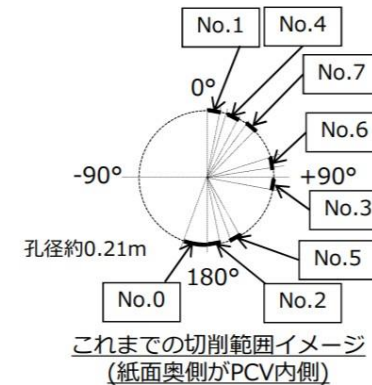 No.1
No.4
No.7
0°
No.6
-90°
+90°
No.3
孔径約0.21m
No.5
No.0
180°
No.2
これまでの切削範囲イメージ
(紙面奥側がPCV内側)